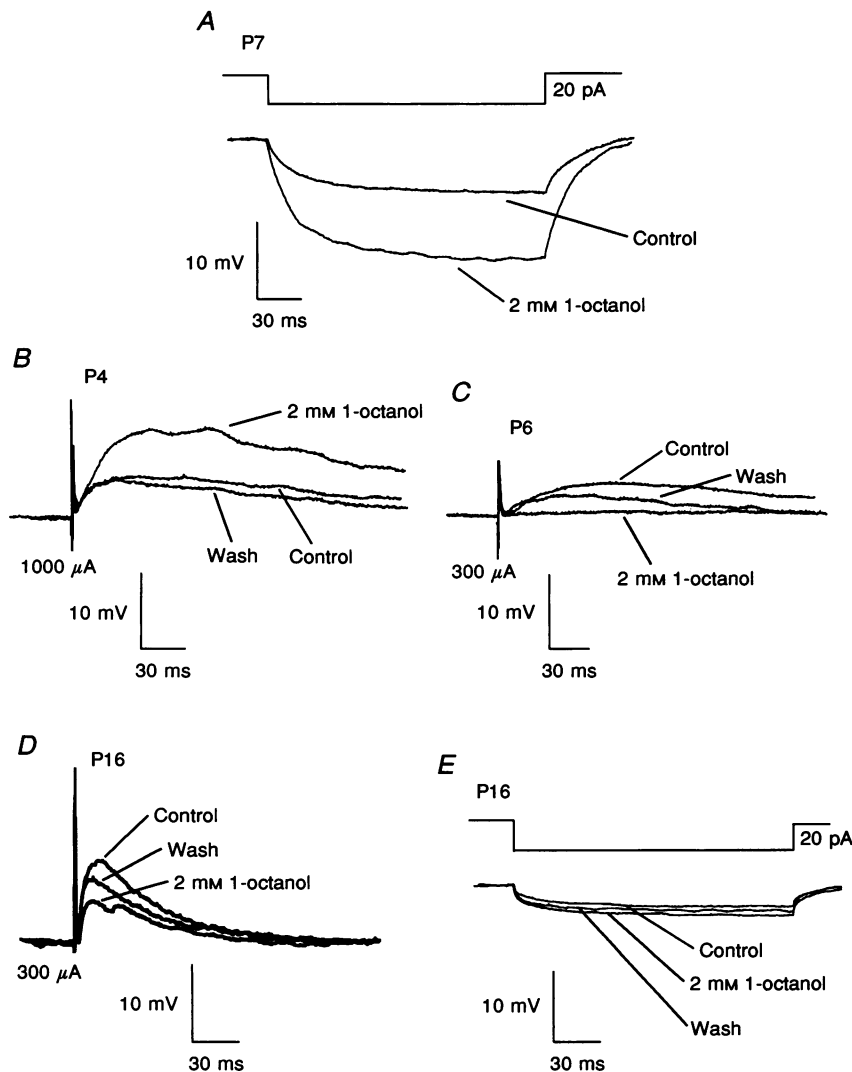 A
P7
20 pA
Control
10 mV
2 mM 1-octanol
30 ms
B
P4
2 mM 1-octanol
Wash
Control
1000 μA
10 mV
30 ms
C
P6
Control
Wash
300 μA
2 mM 1-octanol
10 mV
30 ms
D
P16
Control
Wash
2 mM 1-octanol
300 μA
10 mV
30 ms
E
P16
20 pA
Control
2 mM 1-octanol
10 mV
Wash
30 ms